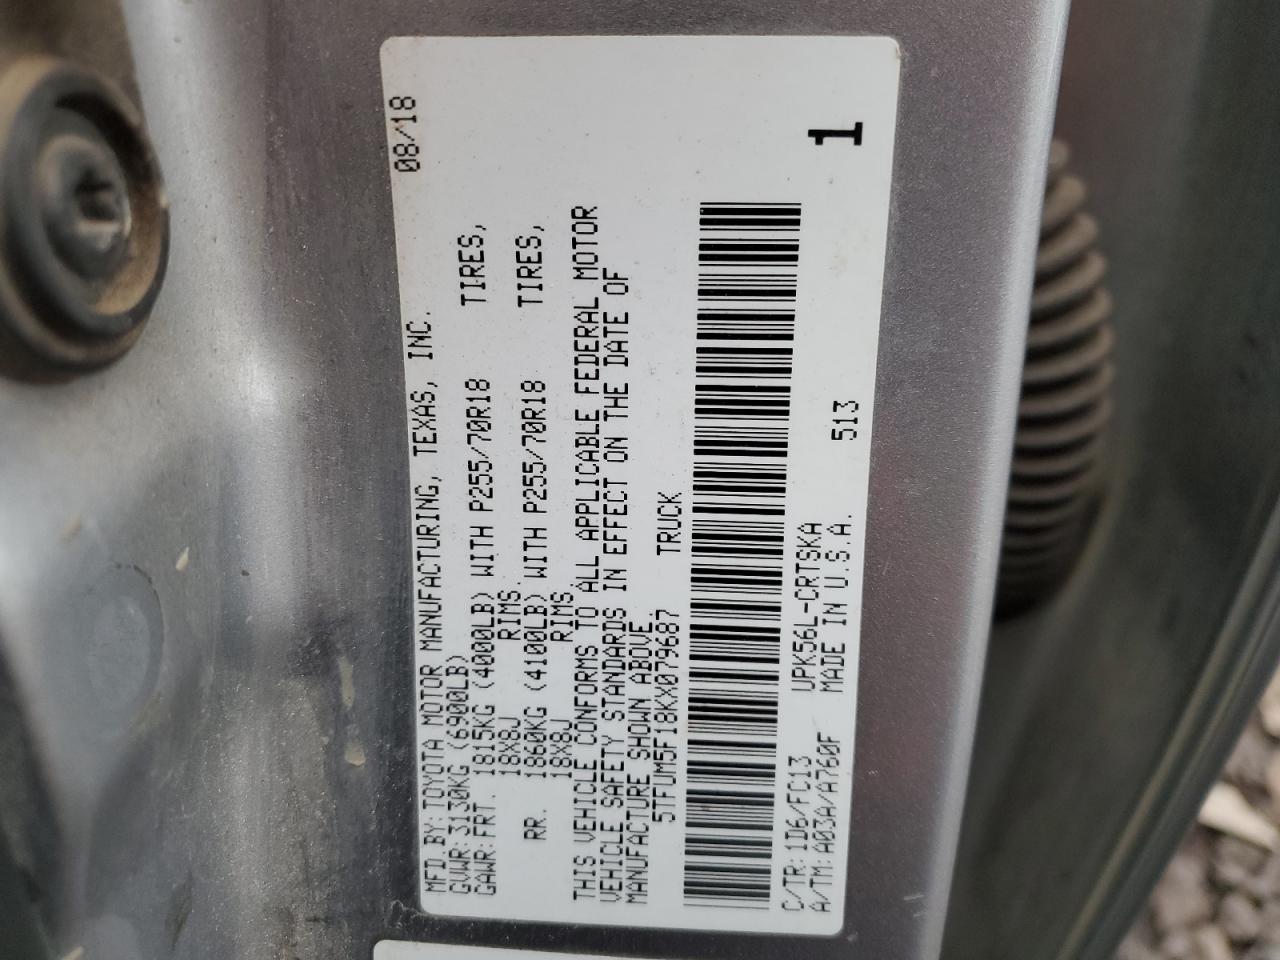 MFD.BY:TOYOTA MOTOR MANUFACTURING, TEXAS, INC. 08/18
GVWR:3130KG (6900LB)
GAWR:FRT. 1815KG (4000LB) WITH P255/70R18 TIRES,
18X8J RIMS.
RR. 1860KG (4100LB) WITH P255/70R18 TIRES,
18X8J RIMS.
THIS VEHICLE CONFORMS TO ALL APPLICABLE FEDERAL MOTOR
VEHICLE SAFETY STANDARDS IN EFFECT ON THE DATE OF
MANUFACTURE SHOWN ABOVE.
5TFUM5F18KX079687 TRUCK
1
C/TR:1D6/FC13 UPK56L-CRTSKA
A/TM:A03A/A760F MADE IN U.S.A. 513